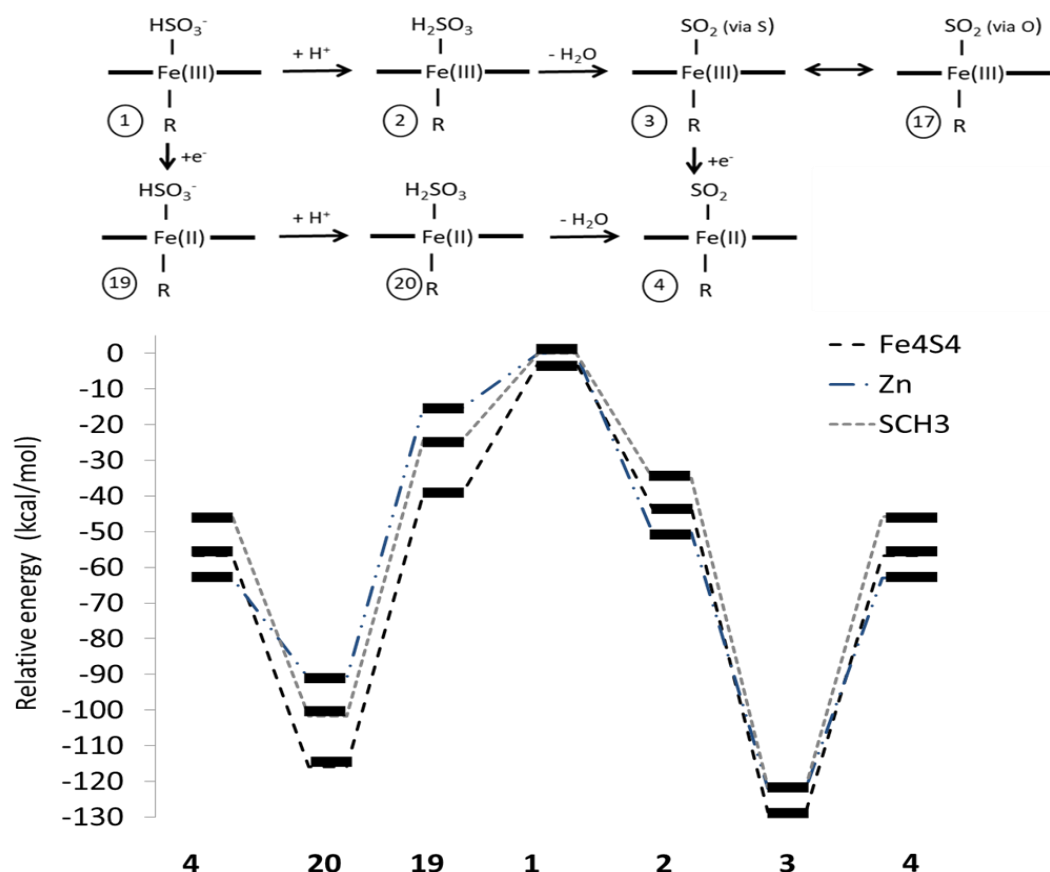 HSO₃⁻ H₂SO₃ SO₂ (via S) SO₂ (via O)
Fe(III) + H⁺ Fe(III) - H₂O Fe(III) Fe(III)
1 R 2 R 3 R 17 R
+e⁻ +e⁻
HSO₃⁻ H₂SO₃ SO₂
Fe(II) + H⁺ Fe(II) - H₂O Fe(II)
19 R 20 R 4 R
Relative energy (kcal/mol)
0
-10
-20
-30
-40
-50
-60
-70
-80
-90
-100
-110
-120
-130
Fe4S4
Zn
SCH3
4 20 19 1 2 3 4